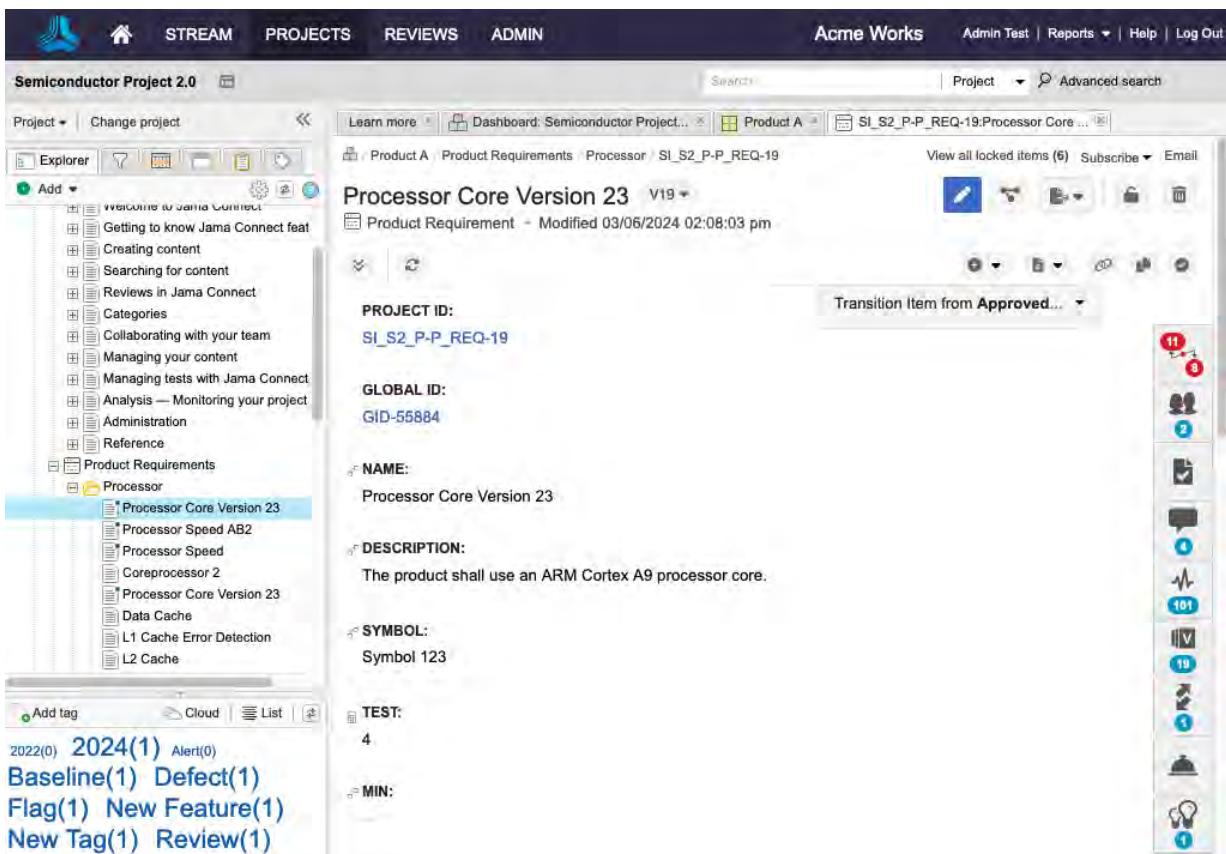 STREAM PROJECTS REVIEWS ADMIN Acme Works Admin Test | Reports | Help | Log Out
Semiconductor Project 2.0 Search Project Advanced search
Project Change project Learn more Dashboard: Semiconductor Project... Product A SI_S2_P-P_REQ-19:Processor Core ...
Explorer
Product A Product Requirements Processor SI_S2_P-P_REQ-19 View all locked items (6) Subscribe Email
Add
Processor Core Version 23 V19
Product Requirement - Modified 03/06/2024 02:08:03 pm
Welcome to Jama Connect
Getting to know Jama Connect feat
Creating content
Searching for content
Reviews in Jama Connect
Categories
Collaborating with your team
Managing your content
Managing tests with Jama Connect
Analysis — Monitoring your project
Administration
Reference
Product Requirements
Processor
Processor Core Version 23
Processor Speed AB2
Processor Speed
Coreprocessor 2
Processor Core Version 23
Data Cache
L1 Cache Error Detection
L2 Cache
Add tag Cloud List
2022(0) 2024(1) Alert(0)
Baseline(1) Defect(1)
Flag(1) New Feature(1)
New Tag(1) Review(1)
Transition Item from Approved...
PROJECT ID:
SI_S2_P-P_REQ-19
GLOBAL ID:
GID-55884
NAME:
Processor Core Version 23
DESCRIPTION:
The product shall use an ARM Cortex A9 processor core.
SYMBOL:
Symbol 123
TEST:
4
MIN:
11
8
2
4
101
V
19
1
1